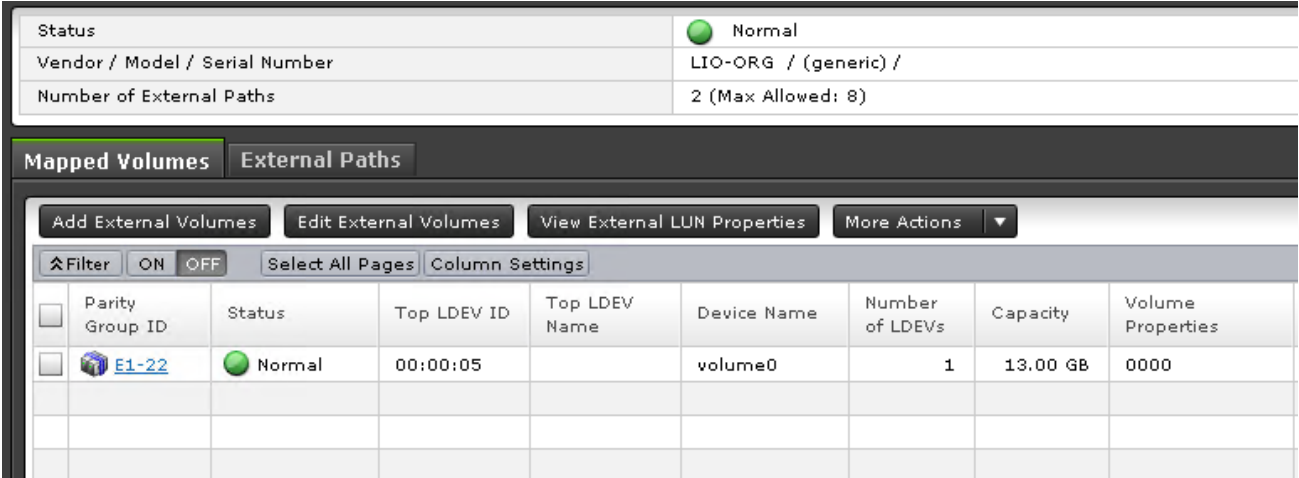 Status Normal
Vendor / Model / Serial Number LIO-ORG / (generic) /
Number of External Paths 2 (Max Allowed: 8)
Mapped Volumes External Paths
Add External Volumes Edit External Volumes View External LUN Properties More Actions
Filter ON OFF Select All Pages Column Settings
Parity Group ID Status Top LDEV ID Top LDEV Name Device Name Number of LDEVs Capacity Volume Properties
E1-22 Normal 00:00:05 volume0 1 13.00 GB 0000